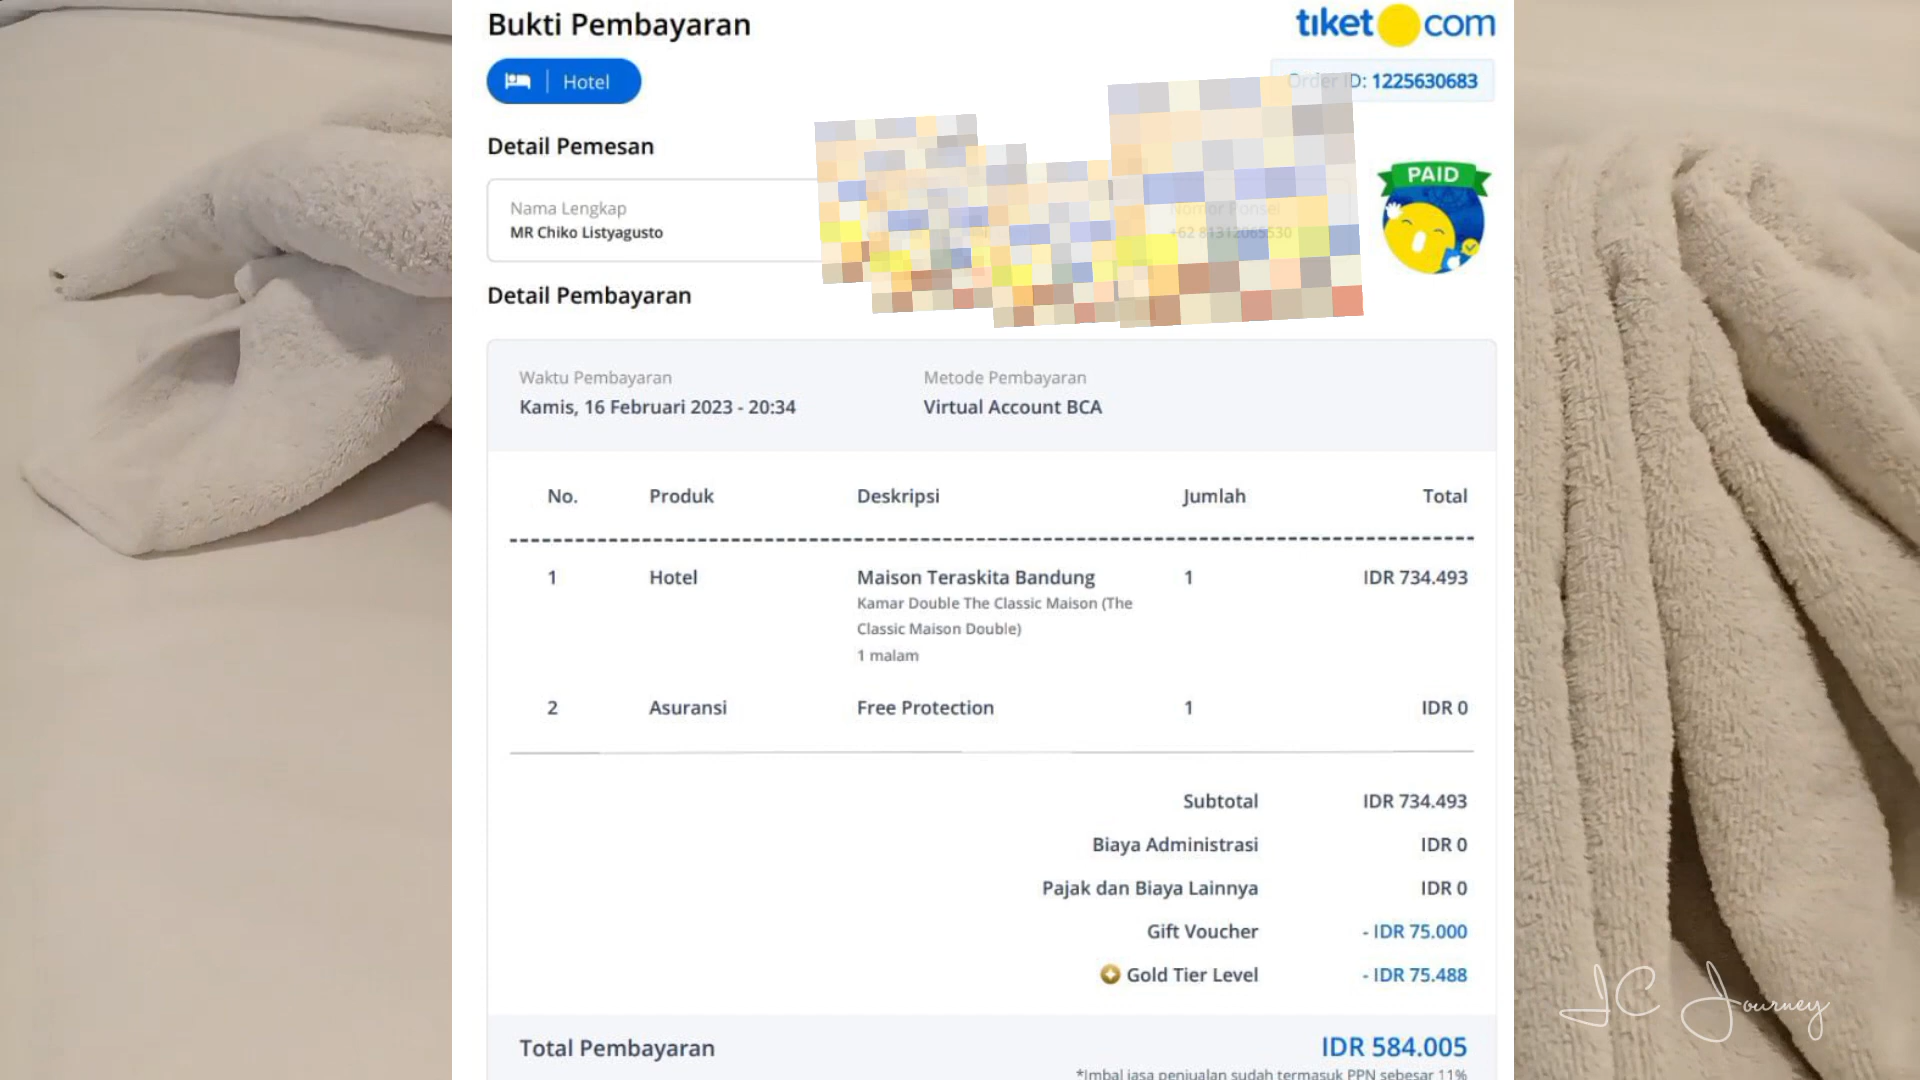 Bukti Pembayaran
tiket com
Hotel
Order ID: 1225630683
Detail Pemesan
PAID
Nama Lengkap
Nomor Ponsel
MR Chiko Listyagusto
Detail Pembayaran
Waktu Pembayaran
Metode Pembayaran
Kamis, 16 Februari 2023 - 20:34
Virtual Account BCA
No. Produk Deskripsi Jumlah Total
1 Hotel Maison Teraskita Bandung 1 IDR 734.493
Kamar Double The Classic Maison (The
Classic Maison Double)
1 malam
2 Asuransi Free Protection 1 IDR 0
Subtotal IDR 734.493
Biaya Administrasi IDR 0
Pajak dan Biaya Lainnya IDR 0
Gift Voucher - IDR 75.000
Gold Tier Level - IDR 75.488
Total Pembayaran IDR 584.005
*Imbal jasa penjualan sudah termasuk PPN sebesar 11%
JC Journey